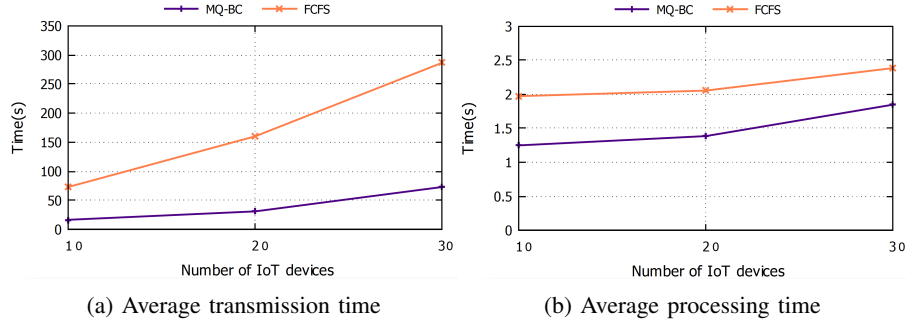 MQ-BC FCFS
350
300
250
200
150
100
50
0
Time(s)
10 20 30
Number of IoT devices
(a) Average transmission time
MQ-BC FCFS
3
2.5
2
1.5
1
0.5
0
Time(s)
10 20 30
Number of IoT devices
(b) Average processing time